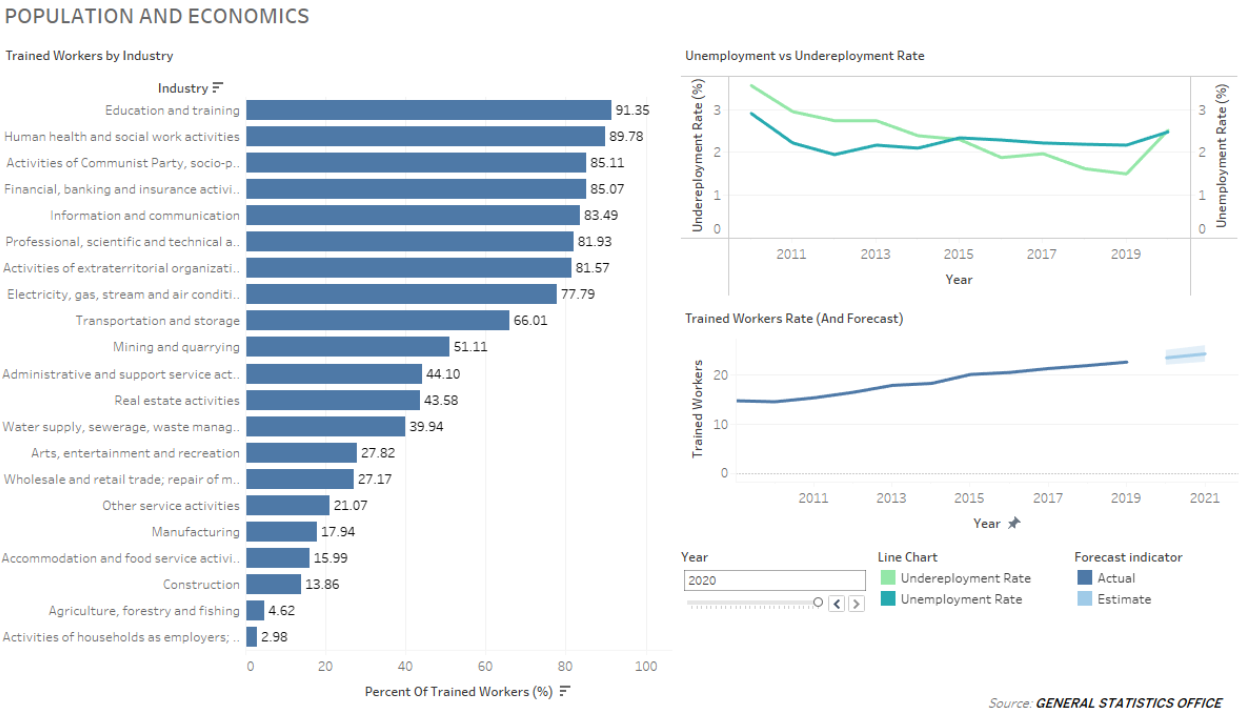 POPULATION AND ECONOMICS
Trained Workers by Industry
Industry
Education and training 91.35
Human health and social work activities 89.78
Activities of Communist Party, socio-p.. 85.11
Financial, banking and insurance activi.. 85.07
Information and communication 83.49
Professional, scientific and technical a.. 81.93
Activities of extraterritorial organizati.. 81.57
Electricity, gas, stream and air conditi.. 77.79
Transportation and storage 66.01
Mining and quarrying 51.11
Administrative and support service act.. 44.10
Real estate activities 43.58
Water supply, sewerage, waste manag.. 39.94
Arts, entertainment and recreation 27.82
Wholesale and retail trade; repair of m.. 27.17
Other service activities 21.07
Manufacturing 17.94
Accommodation and food service activi.. 15.99
Construction 13.86
Agriculture, forestry and fishing 4.62
Activities of households as employers; .. 2.98
0 20 40 60 80 100
Percent Of Trained Workers (%)
Unemployment vs Undereployment Rate
Undereployment Rate (%)
3
2
1
0
3
2
1
0
Unemployment Rate (%)
2011 2013 2015 2017 2019
Year
Trained Workers Rate (And Forecast)
Trained Workers
20
10
0
2011 2013 2015 2017 2019 2021
Year
Year
2020
Line Chart
Undereployment Rate
Unemployment Rate
Forecast indicator
Actual
Estimate
Source: GENERAL STATISTICS OFFICE